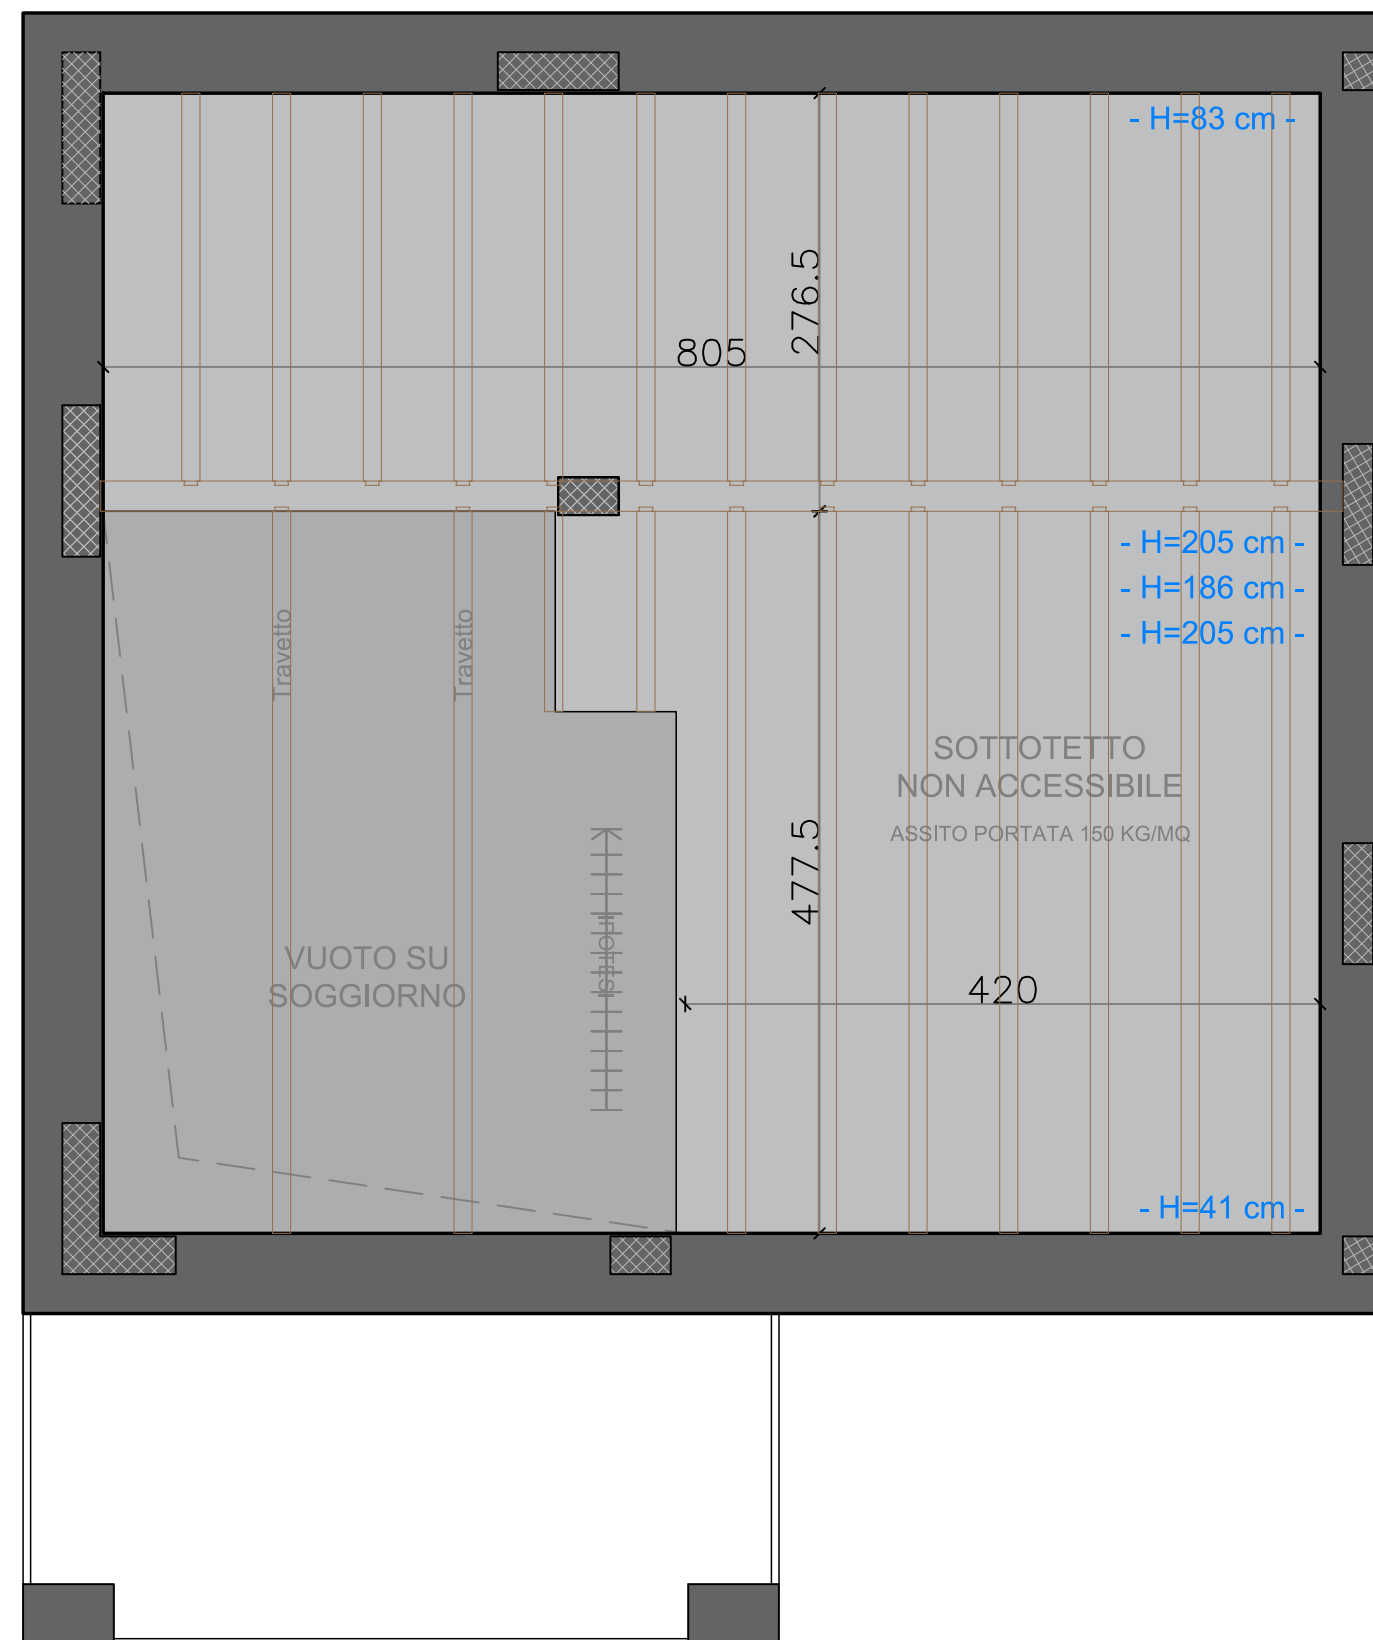 - H=83 cm -
276.5
805
- H=205 cm -
- H=186 cm -
- H=205 cm -
Travetto
Travetto
SOTTOTETTO
NON ACCESSIBILE
ASSITO PORTATA 150 KG/MQ
477.5
IPOTESI
VUOTO SU
SOGGIORNO
420
- H=41 cm -